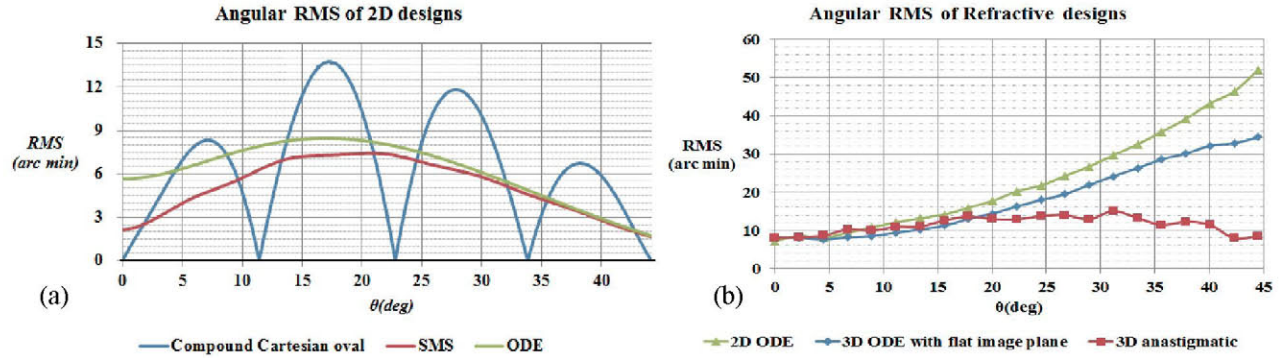 Angular RMS of 2D designs
15
12
9
6
3
0
RMS
(arc min)
0 5 10 15 20 25 30 35 40
θ(deg)
(a)
Compound Cartesian oval SMS ODE
Angular RMS of Refractive designs
60
50
40
30
20
10
0
RMS
(arc min)
0 5 10 15 20 25 30 35 40 45
θ(deg)
(b)
2D ODE 3D ODE with flat image plane 3D anastigmatic